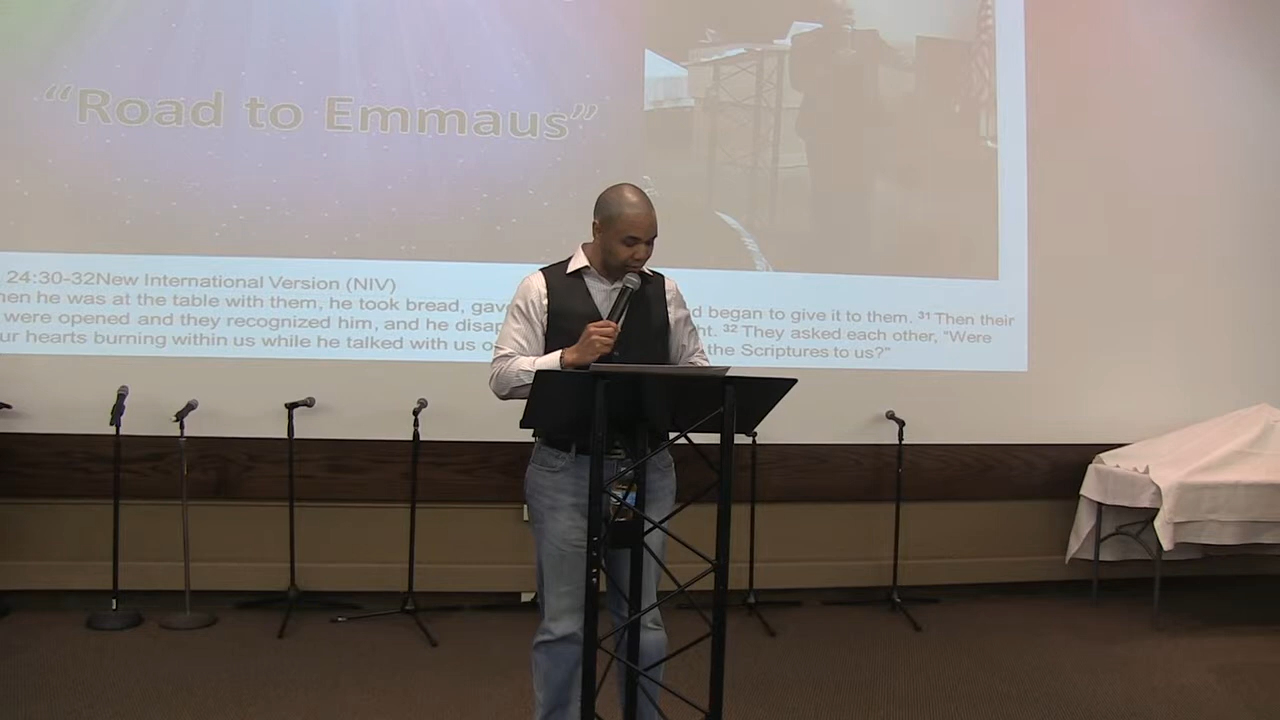 “Road to Emmaus”
24:30-32New International Version (NIV)
hen he was at the table with them, he took bread, gave d began to give it to them. 31 Then their
were opened and they recognized him, and he disap ht. 32 They asked each other, “Were
ur hearts burning within us while he talked with us o the Scriptures to us?”